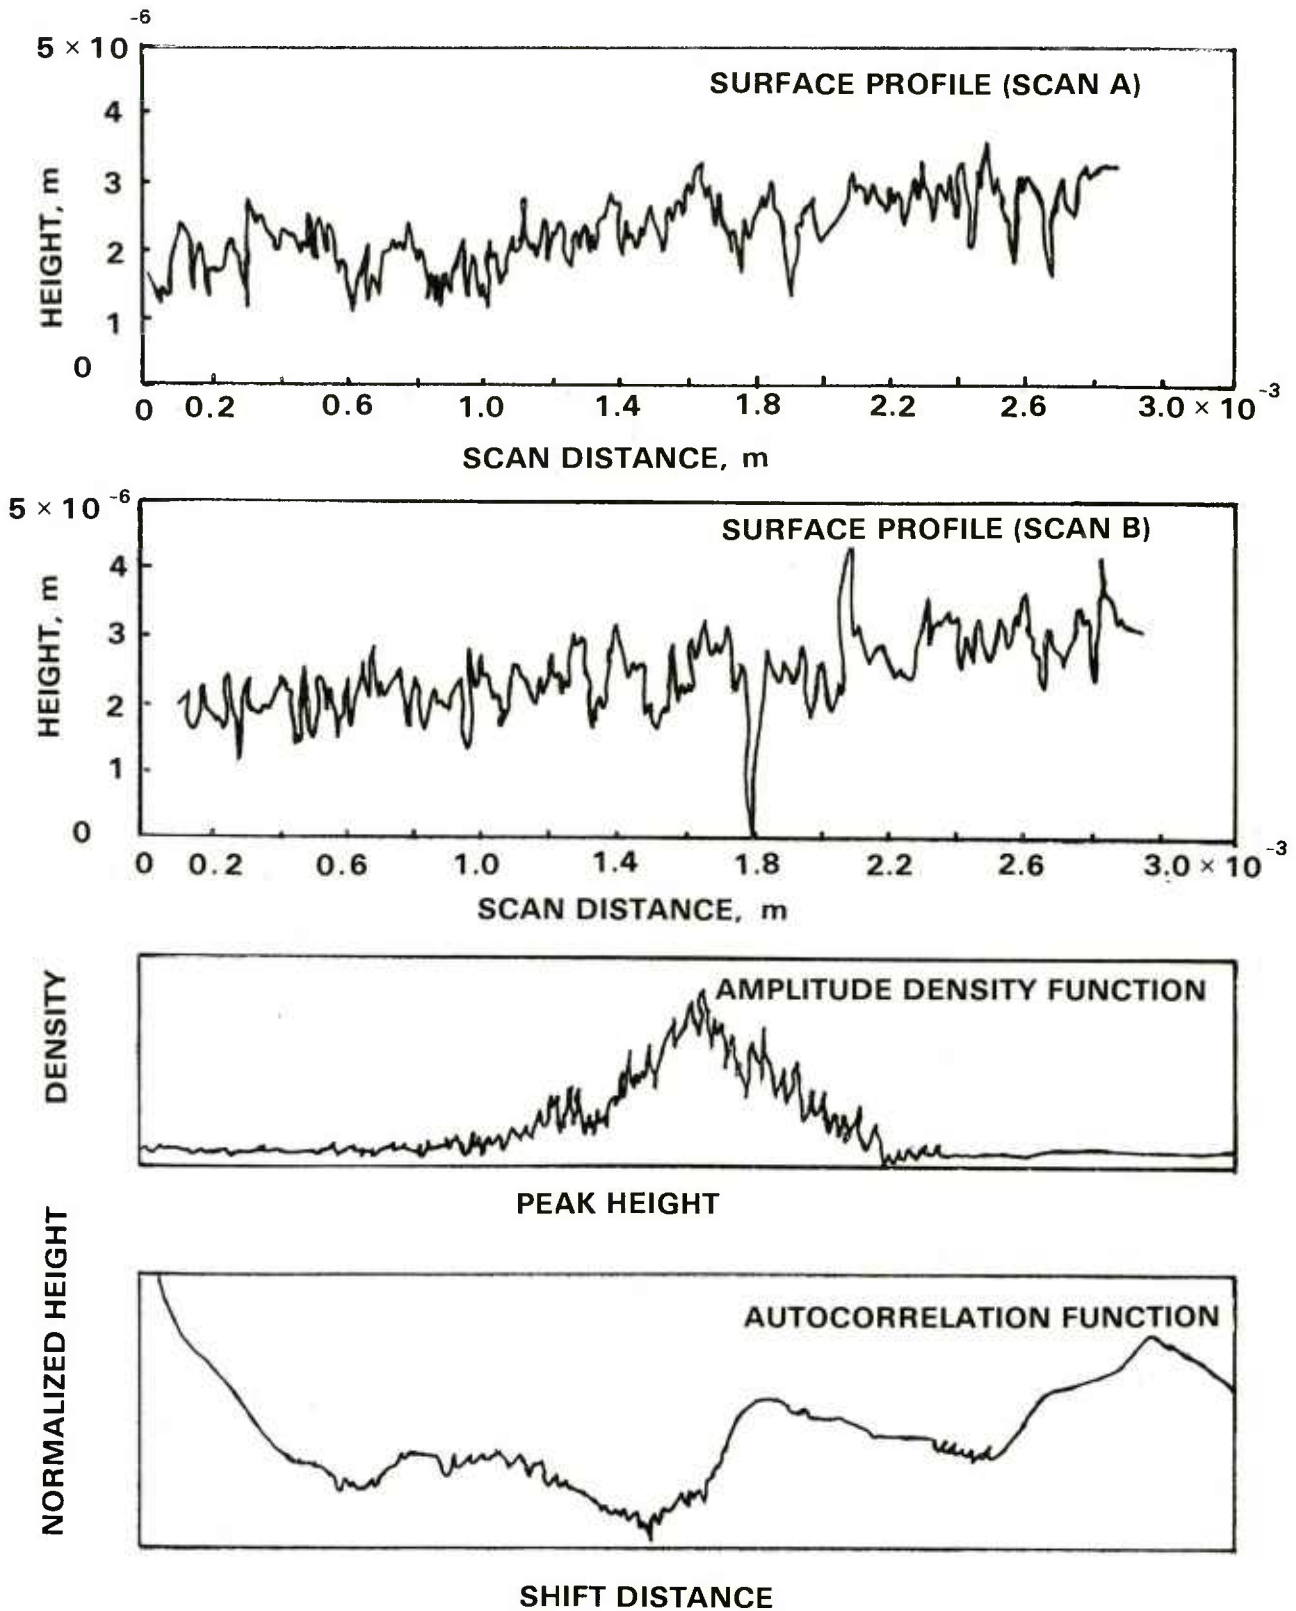 -6
5 × 10
SURFACE PROFILE (SCAN A)
4
3
2
1
0
HEIGHT, m
0 0.2 0.6 1.0 1.4 1.8 2.2 2.6 3.0 × 10 -3
SCAN DISTANCE, m
5 × 10 -6
SURFACE PROFILE (SCAN B)
4
3
2
1
0
HEIGHT, m
0 0.2 0.6 1.0 1.4 1.8 2.2 2.6 3.0 × 10 -3
SCAN DISTANCE, m
DENSITY
AMPLITUDE DENSITY FUNCTION
PEAK HEIGHT
NORMALIZED HEIGHT
AUTOCORRELATION FUNCTION
SHIFT DISTANCE